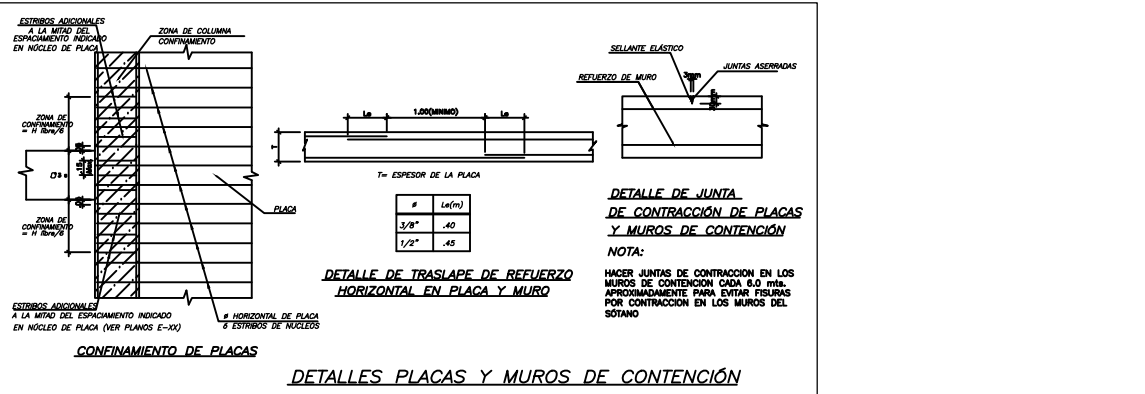 ESTRIBOS ADICIONALES
A LA MITAD DEL
ESPACIAMIENTO INDICADO
EN NÚCLEO DE PLACA
ZONA DE COLUMNA
CONFINAMIENTO
ZONA DE
CONFINAMIENTO
= H libre/6
ZONA DE
CONFINAMIENTO
= H libre/6
PLACA
ESTRIBOS ADICIONALES
A LA MITAD DEL ESPACIAMIENTO INDICADO
EN NÚCLEO DE PLACA (VER PLANOS E-XX)
ø HORIZONTAL DE PLACA
6 ESTRIBOS DE NUCLEOS
CONFINAMIENTO DE PLACAS
Le 1.00(MINIMO) Le
T
T= ESPESOR DE LA PLACA
ø Le(m)
3/8" .40
1/2" .45
DETALLE DE TRASLAPE DE REFUERZO
HORIZONTAL EN PLACA Y MURO
SELLANTE ELÁSTICO
JUNTAS ASERRADAS
REFUERZO DE MURO
3mm
DETALLE DE JUNTA
DE CONTRACCIÓN DE PLACAS
Y MUROS DE CONTENCIÓN
NOTA:
HACER JUNTAS DE CONTRACCION EN LOS
MUROS DE CONTENCION CADA 6.0 mts.
APROXIMADAMENTE PARA EVITAR FISURAS
POR CONTRACCION EN LOS MUROS DEL
SÓTANO
DETALLES PLACAS Y MUROS DE CONTENCIÓN